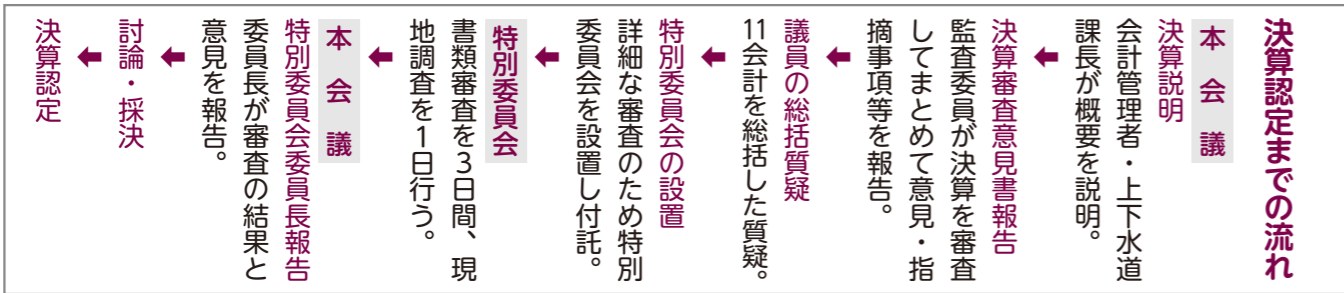 決算認定までの流れ
本会議
決算説明
会計管理者・上下水道
課長が概要を説明。
⬅
決算審査意見書報告
監査委員が決算を審査
してまとめて意見・指
摘事項等を報告。
⬅
議員の総括質疑
11会計を総括した質疑。
⬅
特別委員会の設置
詳細な審査のため特別
委員会を設置し付託。
⬅
特別委員会
書類審査を3日間、現
地調査を1日行う。
⬅
本会議
特別委員会委員長報告
委員長が審査の結果と
意見を報告。
⬅
討論・採決
⬅
決算認定